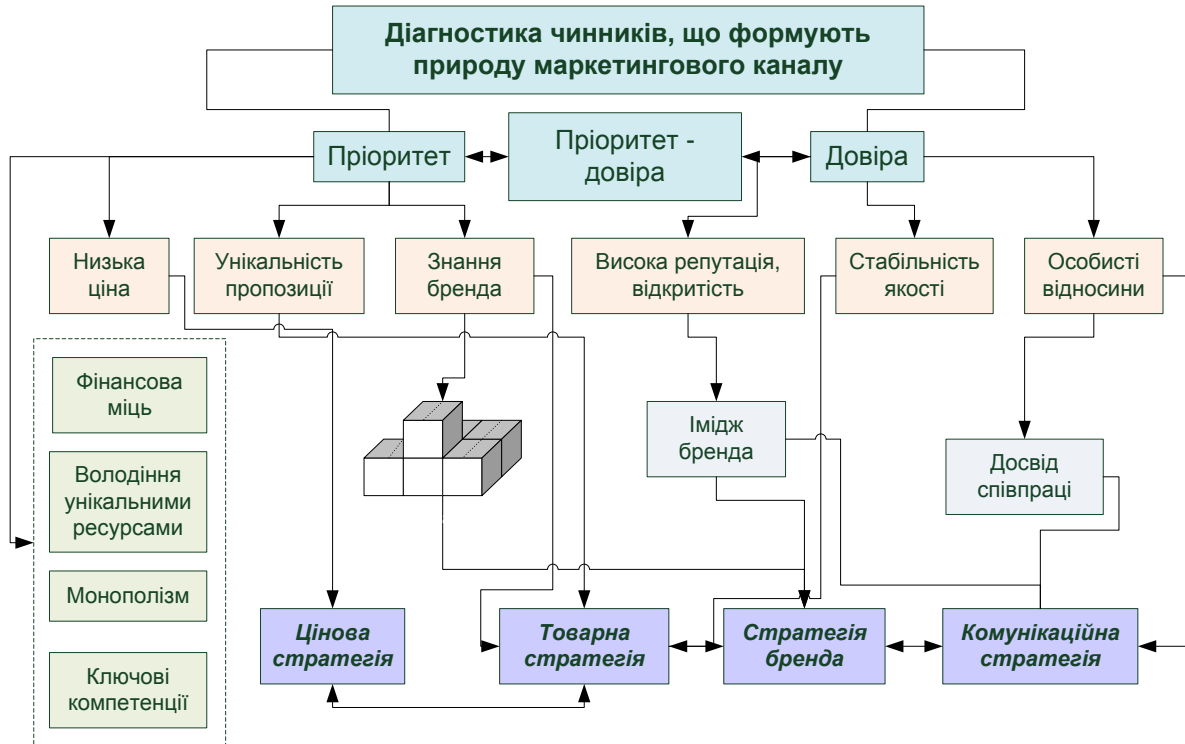 Діагностика чинників, що формують
природу маркетингового каналу
Пріоритет
Пріоритет -
довіра
Довіра
Низька
ціна
Унікальність
пропозиції
Знання
бренда
Висока репутація,
відкритість
Стабільність
якості
Особисті
відносини
Фінансова
міць
Володіння
унікальними
ресурсами
Монополізм
Ключові
компетенції
Імідж
бренда
Досвід
співпраці
Цінова
стратегія
Товарна
стратегія
Стратегія
бренда
Комунікаційна
стратегія